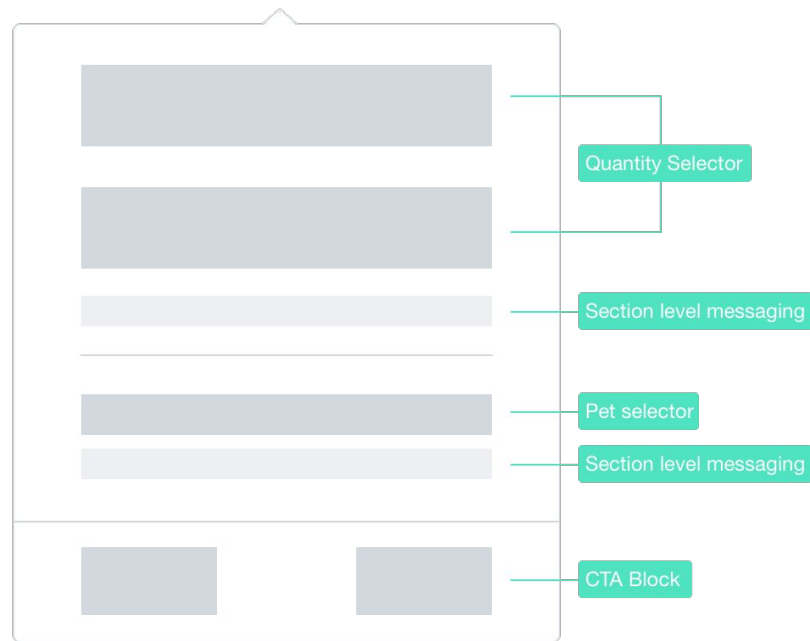 Quantity Selector
Section level messaging
Pet selector
Section level messaging
CTA Block